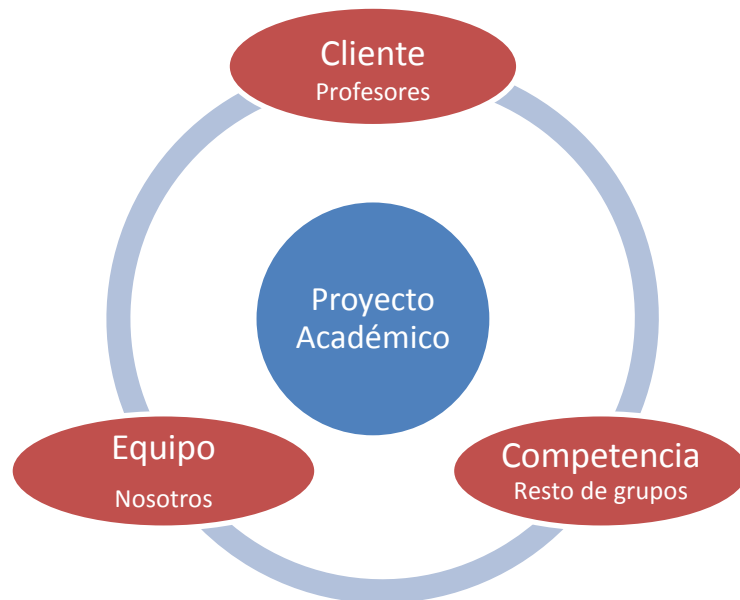 Cliente
Profesores
Proyecto
Académico
Equipo
Nosotros
Competencia
Resto de grupos